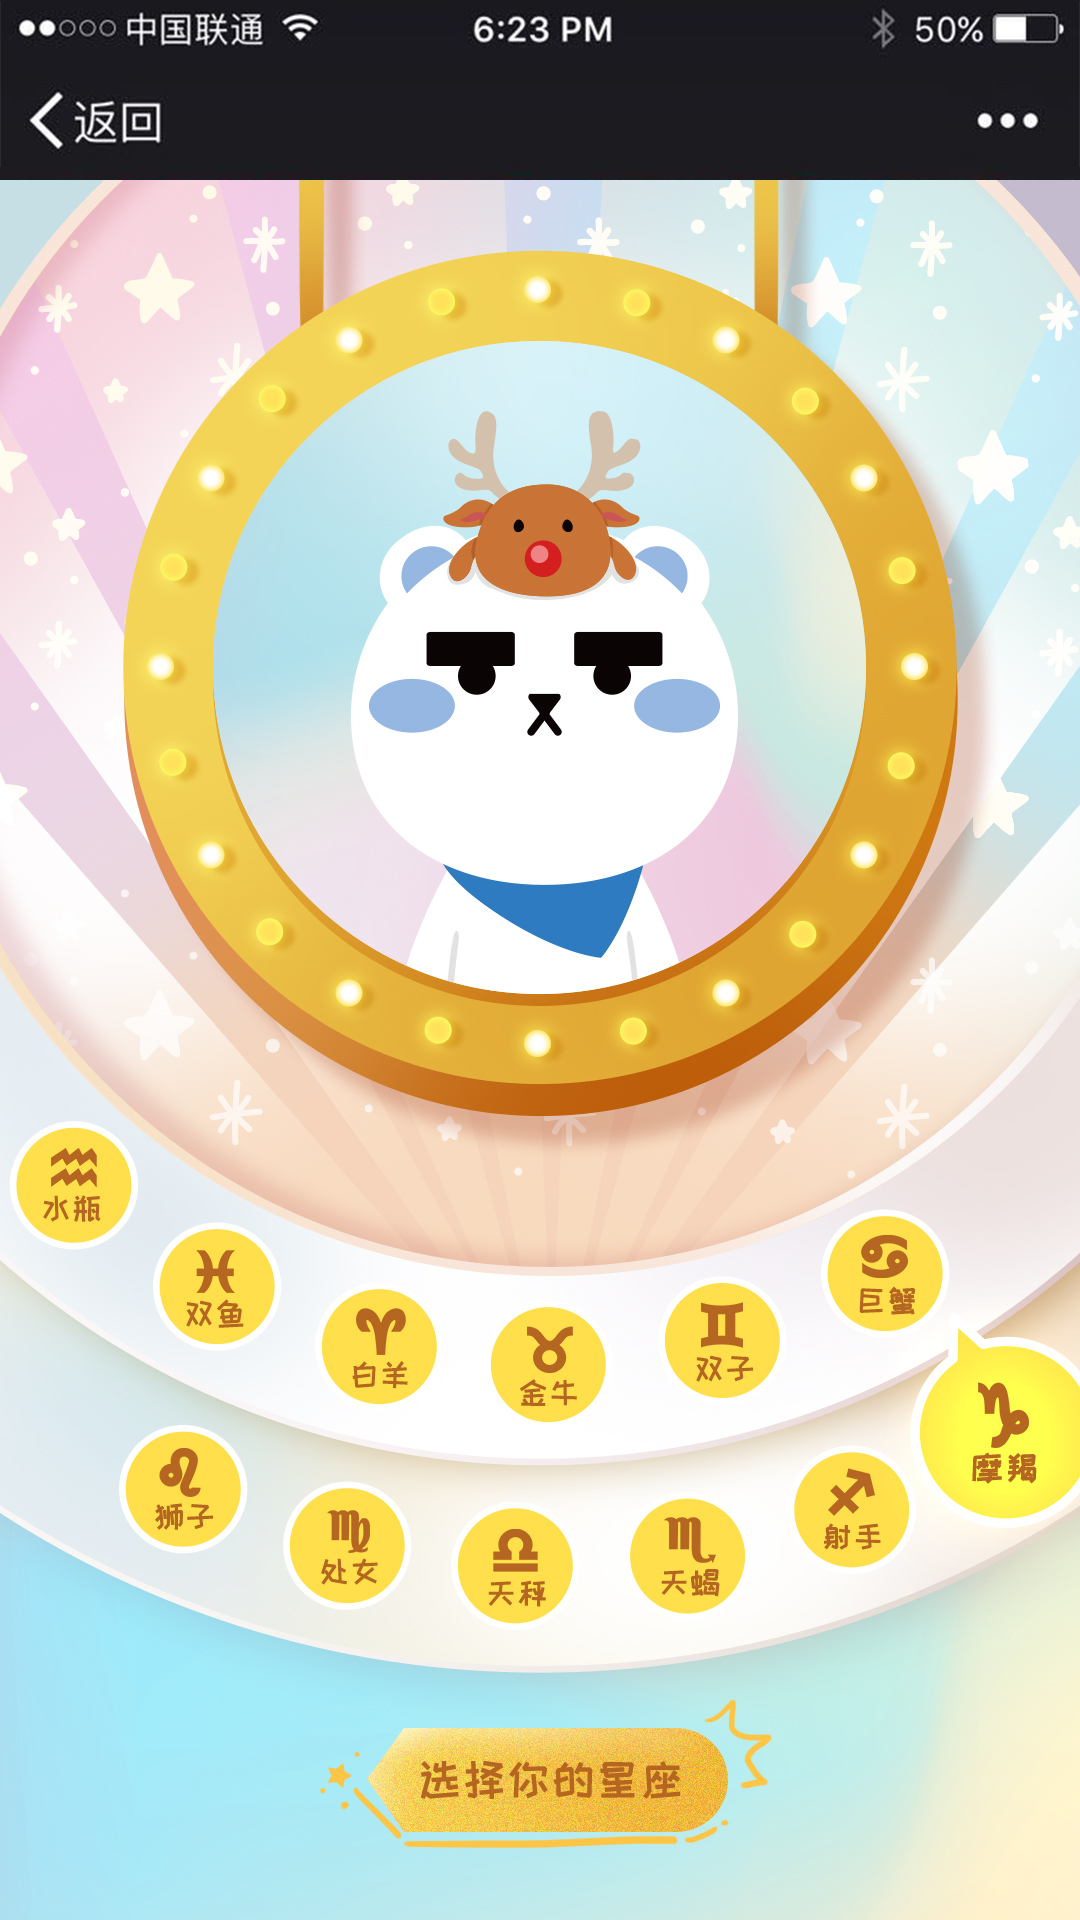 中国联通 6:23 PM 50%
返回
水瓶
双鱼
白羊
金牛
双子
巨蟹
摩羯
狮子
处女
天秤
天蝎
射手
选择你的星座